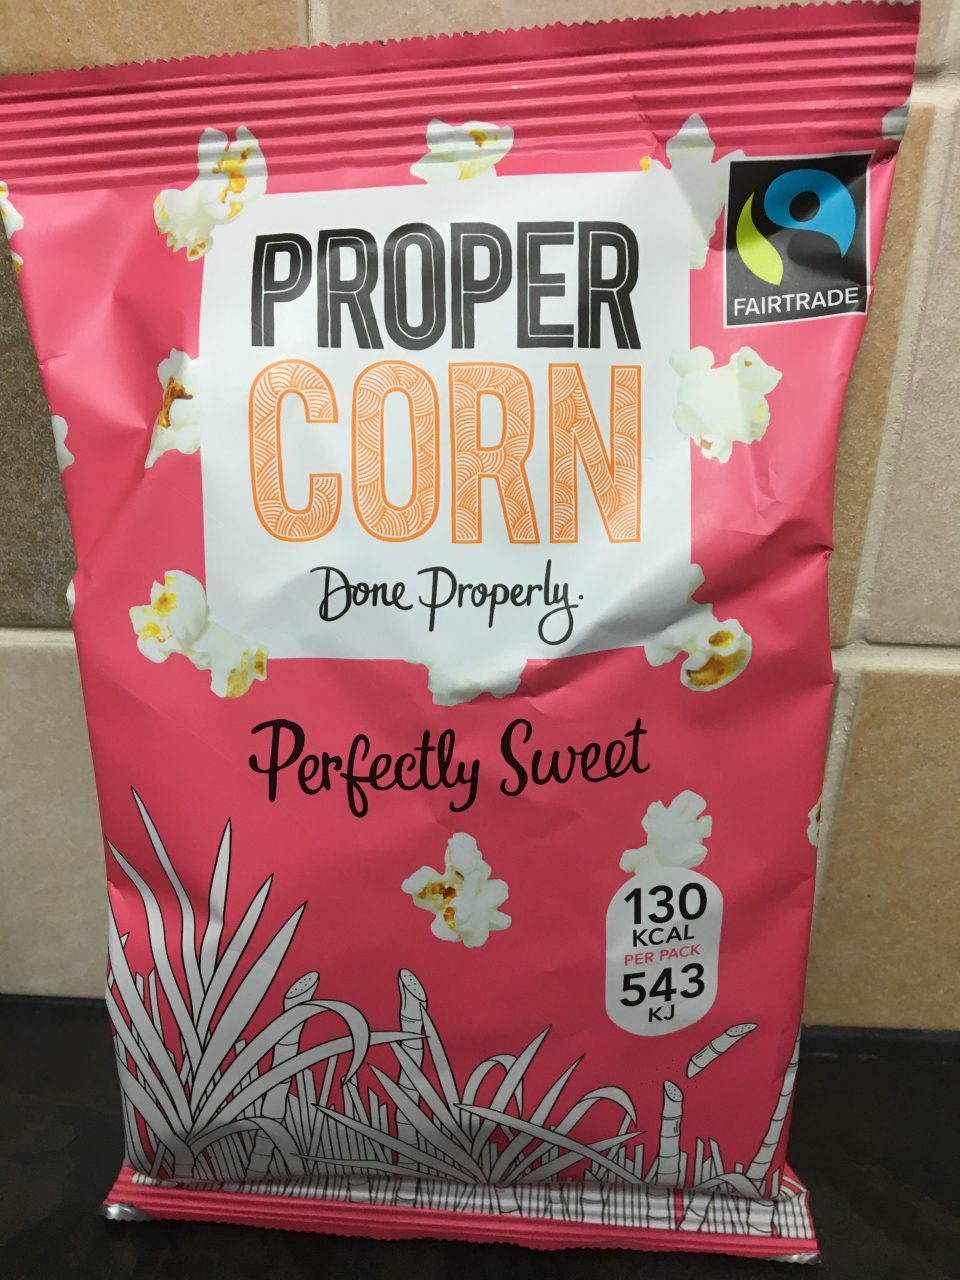 PROPER
CORN
Done Properly.
FAIRTRADE
®
Perfectly Sweet
130
KCAL
PER PACK
543
KJ